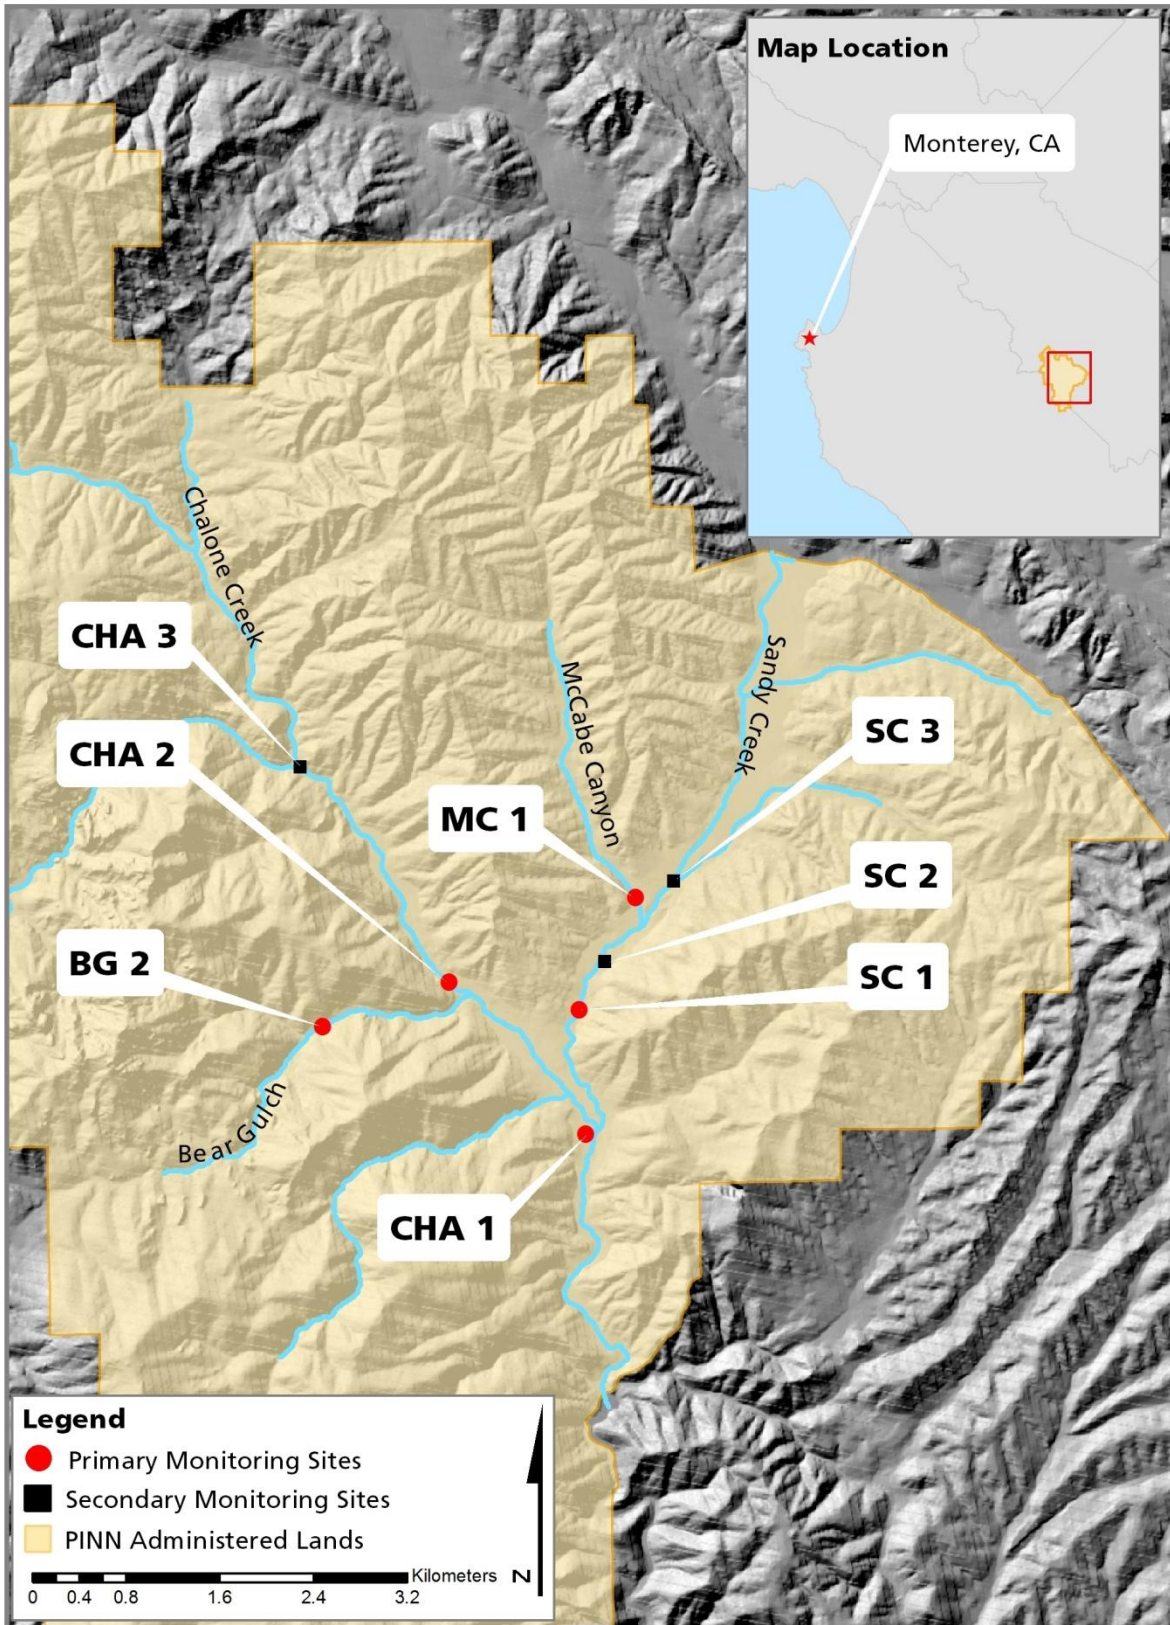 Map Location
Monterey, CA
Chalone Creek
CHA 3
CHA 2
McCabe Canyon
Sandy Creek
SC 3
MC 1
SC 2
BG 2
SC 1
Bear Gulch
CHA 1
Legend
Primary Monitoring Sites
Secondary Monitoring Sites
PINN Administered Lands
Kilometers
0 0.4 0.8 1.6 2.4 3.2
N